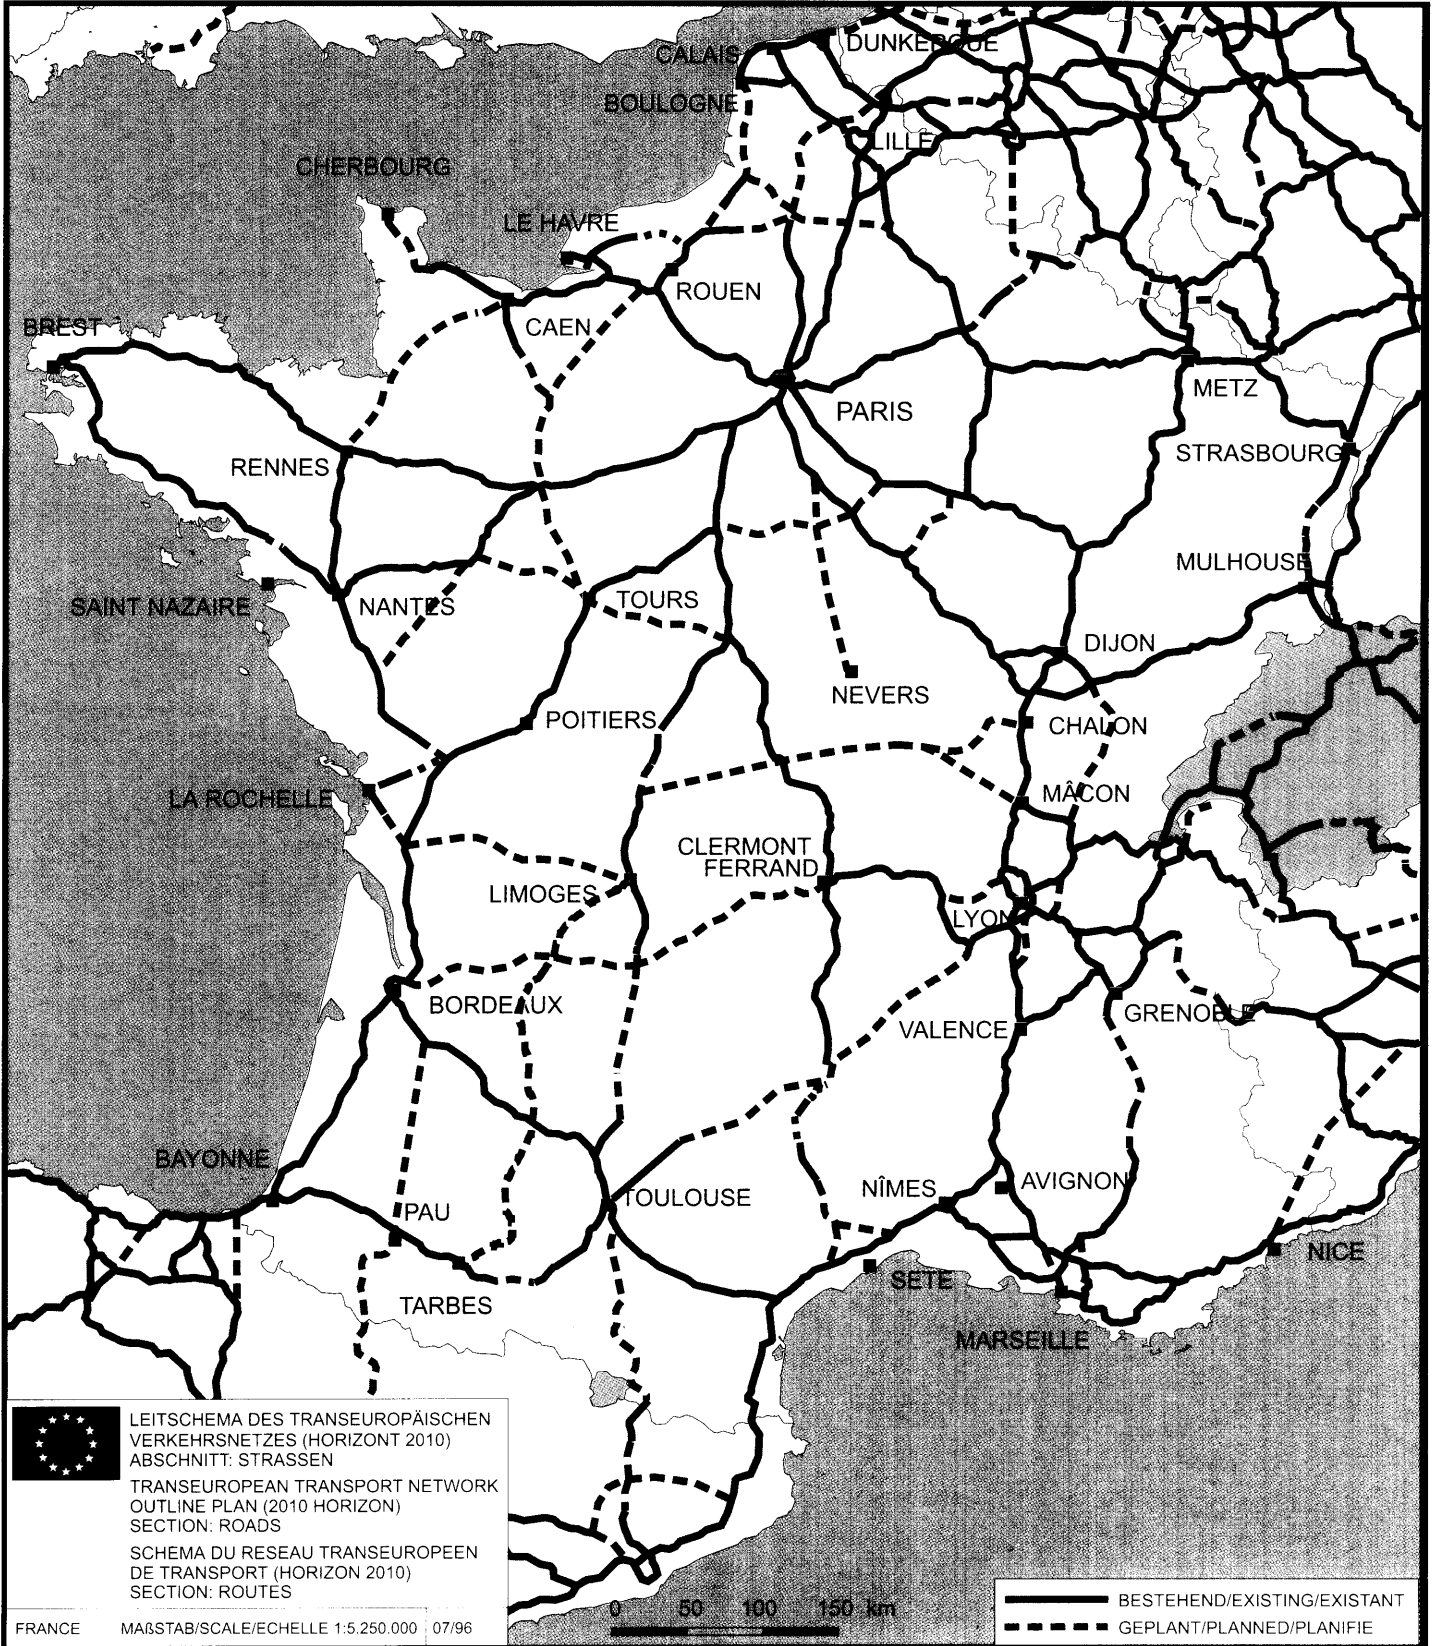 CALAIS
DUNKERQUE
BOULOGNE
LILLE
CHERBOURG
LE HAVRE
ROUEN
CAEN
BREST
METZ
PARIS
STRASBOURG
RENNES
MULHOUSE
SAINT NAZAIRE
NANTES
TOURS
DIJON
NEVERS
POITIERS
CHALON
LA ROCHELLE
MÂCON
CLERMONT
FERRAND
LIMOGES
LYON
BORDEAUX
GRENOBLE
VALENCE
BAYONNE
PAU
TOULOUSE
NÎMES
AVIGNON
NICE
SETE
TARBES
MARSEILLE
LEITSCHEMA DES TRANSEUROPÄISCHEN
VERKEHRSNETZES (HORIZONT 2010)
ABSCHNITT: STRASSEN
TRANSEUROPEAN TRANSPORT NETWORK
OUTLINE PLAN (2010 HORIZON)
SECTION: ROADS
SCHEMA DU RESEAU TRANSEUROPEEN
DE TRANSPORT (HORIZON 2010)
SECTION: ROUTES
FRANCE MAßSTAB/SCALE/ECHELLE 1:5.250.000 07/96
0 50 100 150 km
BESTEHEND/EXISTING/EXISTANT
GEPLANT/PLANNED/PLANIFIE